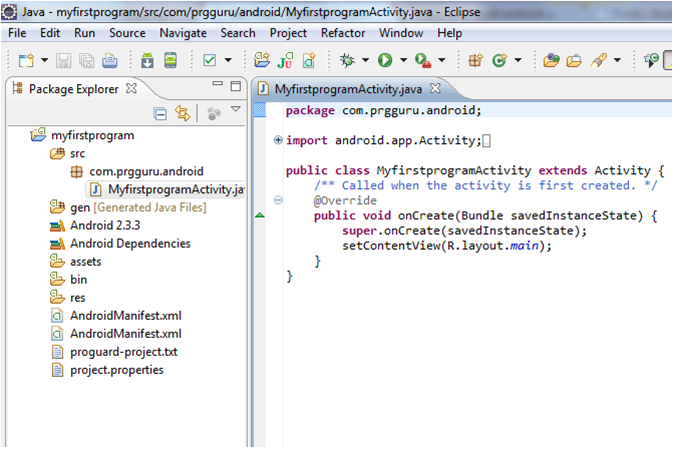 Java - myfirstprogram/src/com/prgguru/android/MyfirstprogramActivity.java - Eclipse
File Edit Run Source Navigate Search Project Refactor Window Help
Package Explorer
myfirstprogram
src
com.prgguru.android
MyfirstprogramActivity.ja
gen [Generated Java Files]
Android 2.3.3
Android Dependencies
assets
bin
res
AndroidManifest.xml
AndroidManifest.xml
proguard-project.txt
project.properties
MyfirstprogramActivity.java
package com.prgguru.android;
import android.app.Activity;
public class MyfirstprogramActivity extends Activity {
/** Called when the activity is first created. */
@Override
public void onCreate(Bundle savedInstanceState) {
super.onCreate(savedInstanceState);
setContentView(R.layout.main);
}
}